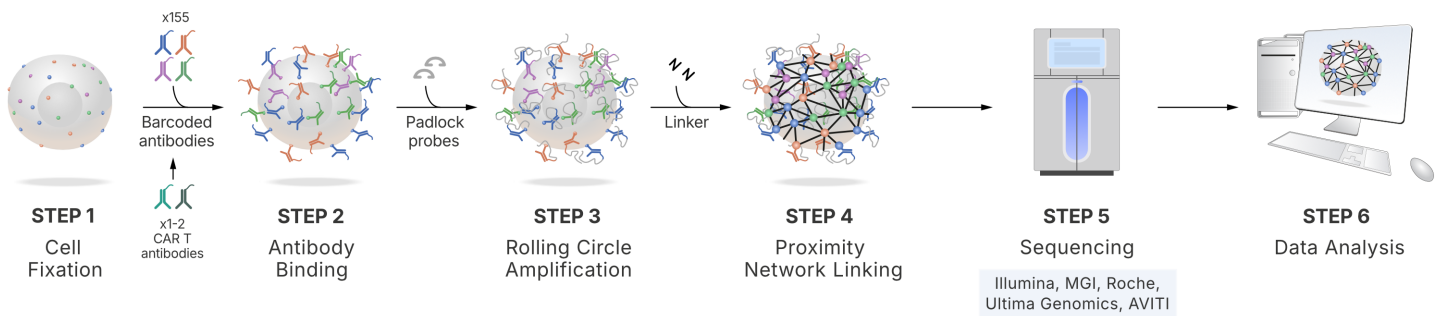 x155
Barcoded
antibodies
x1-2
CAR T
antibodies
Padlock
probes
Linker
STEP 1
Cell
Fixation
STEP 2
Antibody
Binding
STEP 3
Rolling Circle
Amplification
STEP 4
Proximity
Network Linking
STEP 5
Sequencing
Illumina, MGI, Roche,
Ultima Genomics, AVITI
STEP 6
Data Analysis